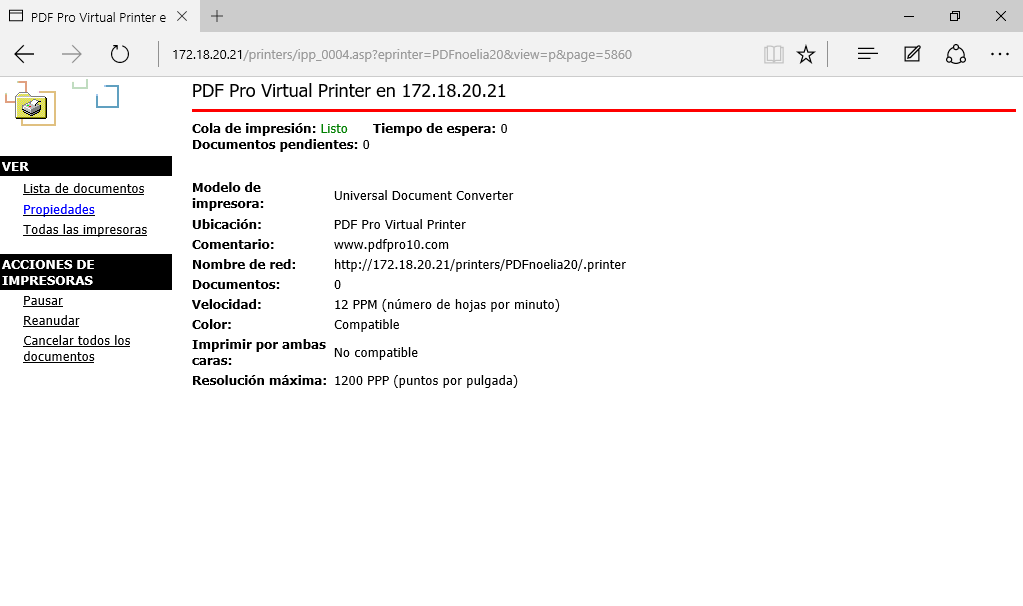 PDF Pro Virtual Printer e
172.18.20.21/printers/ipp_0004.asp?eprinter=PDFnoelia20&view=p&page=5860
PDF Pro Virtual Printer en 172.18.20.21
Cola de impresión: Listo Tiempo de espera: 0
Documentos pendientes: 0
VER
Lista de documentos
Propiedades
Todas las impresoras
ACCIONES DE
IMPRESORAS
Pausar
Reanudar
Cancelar todos los
documentos
Modelo de
impresora: Universal Document Converter
Ubicación: PDF Pro Virtual Printer
Comentario: www.pdfpro10.com
Nombre de red: http://172.18.20.21/printers/PDFnoelia20/.printer
Documentos: 0
Velocidad: 12 PPM (número de hojas por minuto)
Color: Compatible
Imprimir por ambas
caras: No compatible
Resolución máxima: 1200 PPP (puntos por pulgada)